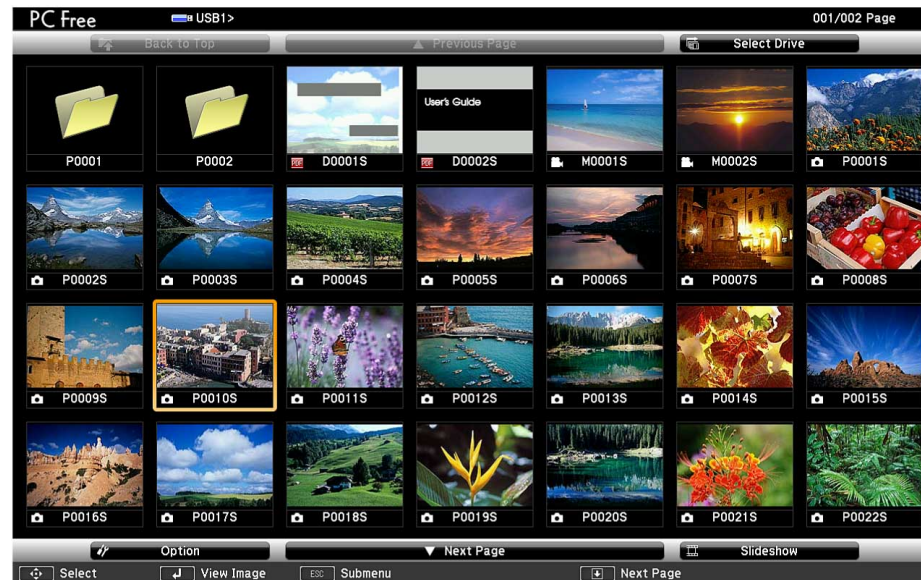 PC Free USB1> 001/002 Page
Back to Top ▲ Previous Page Select Drive
User's Guide
P0001 P0002 PDF D0001S PDF D0002S M0001S M0002S P0001S
P0002S P0003S P0004S P0005S P0006S P0007S P0008S
P0009S P0010S P0011S P0012S P0013S P0014S P0015S
P0016S P0017S P0018S P0019S P0020S P0021S P0022S
Option ▼ Next Page Slideshow
Select View Image ESC Submenu Next Page